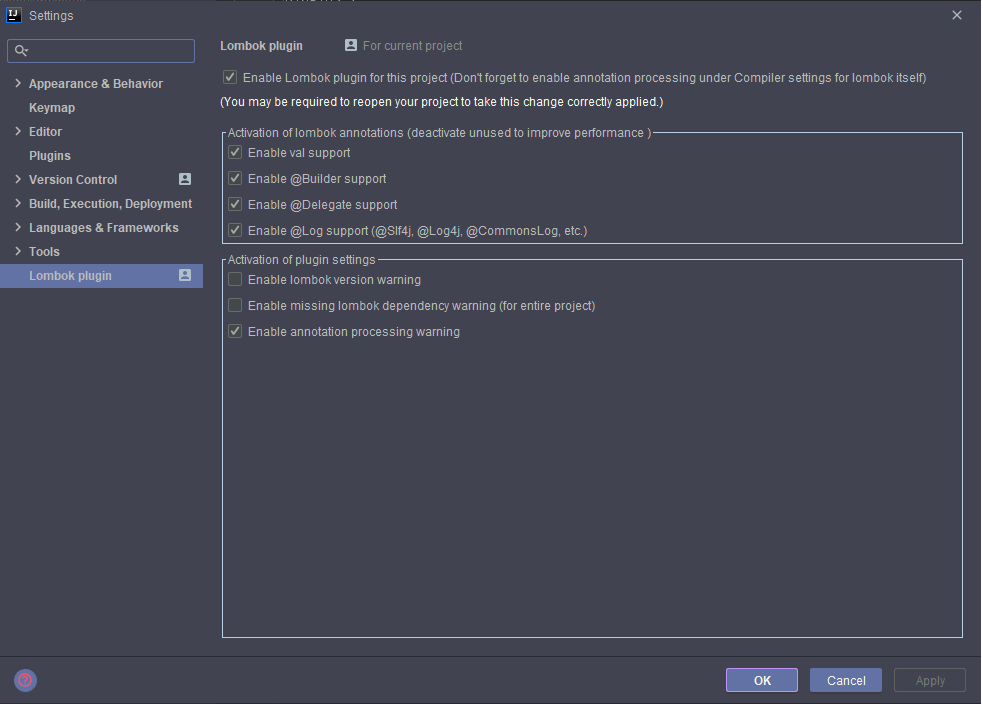 Settings
Lombok plugin
For current project
Enable Lombok plugin for this project (Don't forget to enable annotation processing under Compiler settings for lombok itself)
(You may be required to reopen your project to take this change correctly applied.)
Appearance & Behavior
Keymap
Editor
Plugins
Version Control
Build, Execution, Deployment
Languages & Frameworks
Tools
Lombok plugin
Activation of lombok annotations (deactivate unused to improve performance )
Enable val support
Enable @Builder support
Enable @Delegate support
Enable @Log support (@Slf4j, @Log4j, @CommonsLog, etc.)
Activation of plugin settings
Enable lombok version warning
Enable missing lombok dependency warning (for entire project)
Enable annotation processing warning
OK
Cancel
Apply